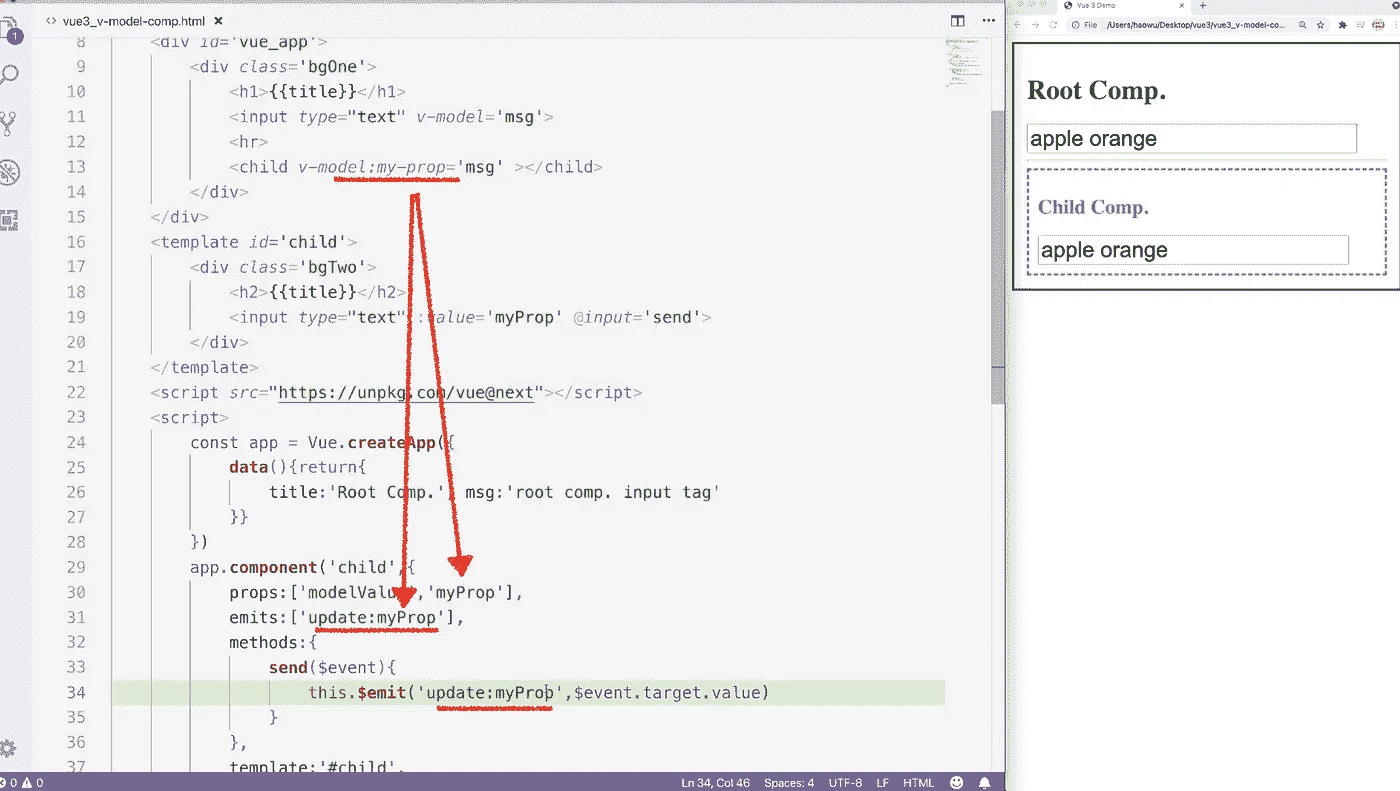 vue3_v-model-comp.html
1
8 <div id='vue_app'>
9 <div class='bgOne'>
10 <h1>{{title}}</h1>
11 <input type="text" v-model='msg'>
12 <hr>
13 <child v-model:my-prop='msg' ></child>
14 </div>
15 </div>
16 <template id='child'>
17 <div class='bgTwo'>
18 <h2>{{title}}</h2>
19 <input type="text" :value='myProp' @input='send'>
20 </div>
21 </template>
22 <script src="https://unpkg.com/vue@next"></script>
23 <script>
24 const app = Vue.createApp({
25 data(){return{
26 title:'Root Comp.', msg:'root comp. input tag'
27 }}
28 })
29 app.component('child',{
30 props:['modelValue','myProp'],
31 emits:['update:myProp'],
32 methods:{
33 send($event){
34 this.$emit('update:myProp',$event.target.value)
35 }
36 },
37 template:'#child',
0 0 Ln 34, Col 46 Spaces: 4 UTF-8 LF HTML
Vue 3 Demo
File /Users/haowu/Desktop/vue3/vue3_v-model-co...
Root Comp.
apple orange
Child Comp.
apple orange